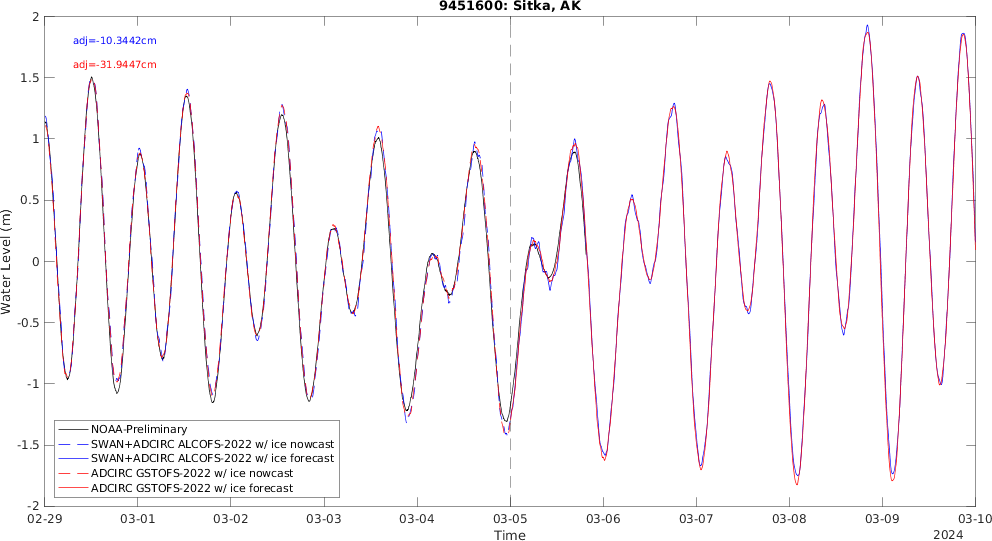 9451600: Sitka, AK
adj=-10.3442cm
adj=-31.9447cm
Water Level (m)
2
1.5
1
0.5
0
-0.5
-1
-1.5
-2
NOAA-Preliminary
SWAN+ADCIRC ALCOFS-2022 w/ ice nowcast
SWAN+ADCIRC ALCOFS-2022 w/ ice forecast
ADCIRC GSTOFS-2022 w/ ice nowcast
ADCIRC GSTOFS-2022 w/ ice forecast
02-29 03-01 03-02 03-03 03-04 03-05 03-06 03-07 03-08 03-09 03-10
Time
2024